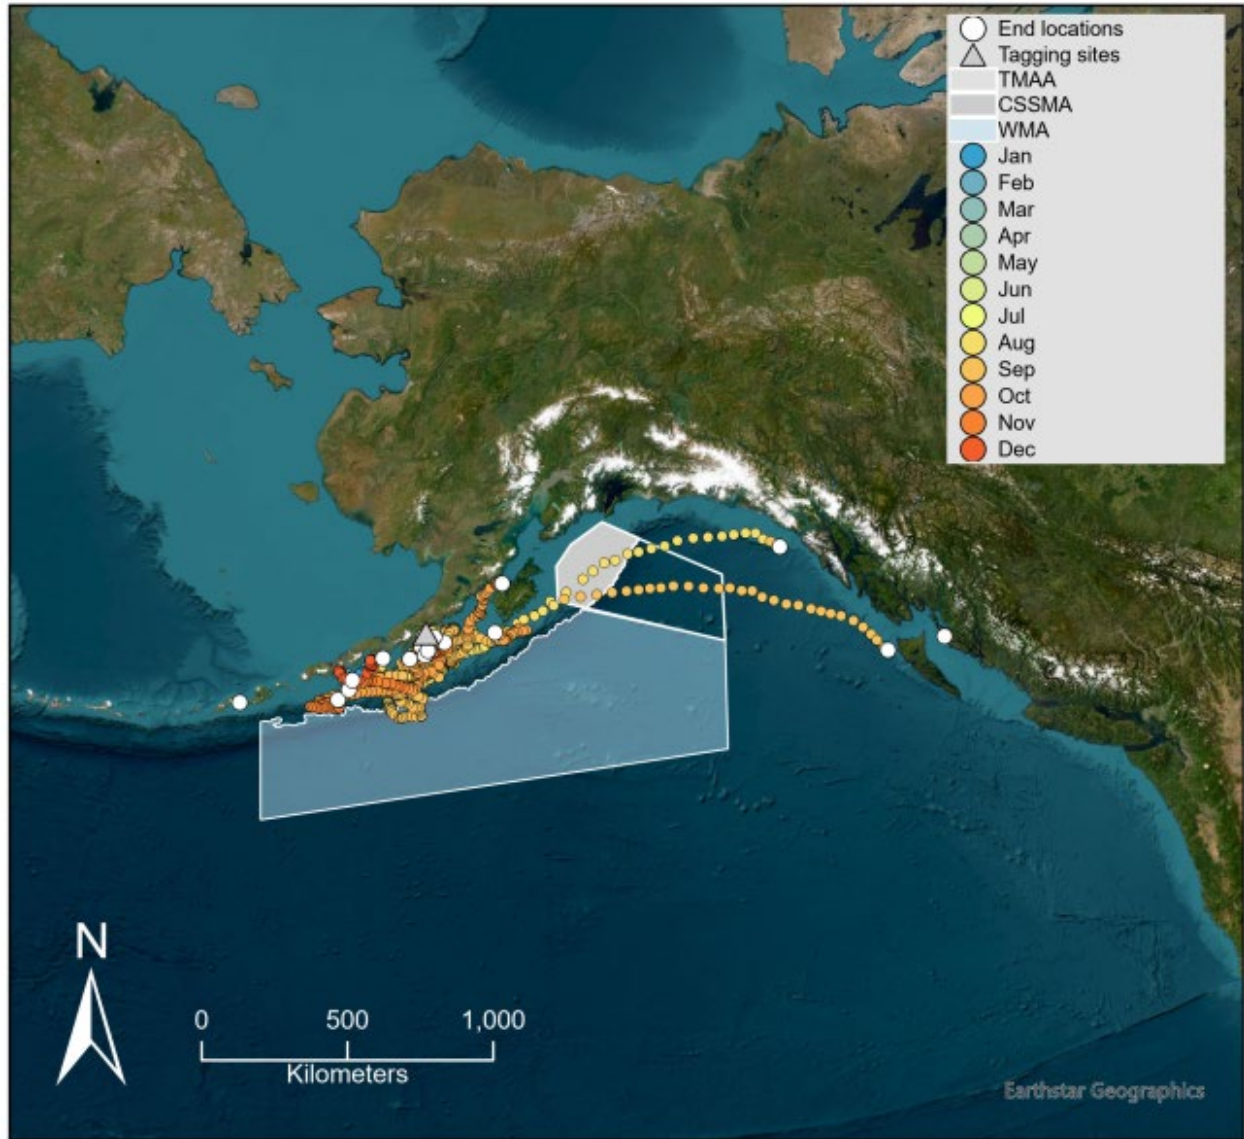 End locations
Tagging sites
TMAA
CSSMA
WMA
Jan
Feb
Mar
Apr
May
Jun
Jul
Aug
Sep
Oct
Nov
Dec
N
0 500 1,000
Kilometers
Earthstar Geographics